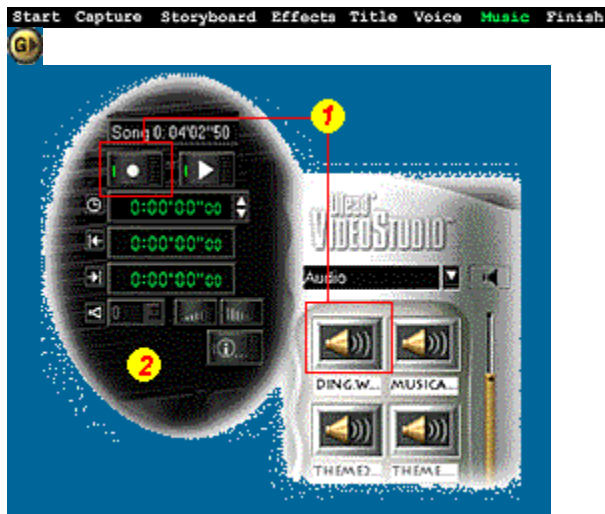 Start Capture Storyboard Effects Title Voice Music Finish
G
1
Song 0: 04'02"50
0:00"00"00
0:00"00"00
0:00"00"00
0
2
Ulead
VIDEOSTUDIO
Audio
DING.W... MUSICA...
THEME2... THEME...